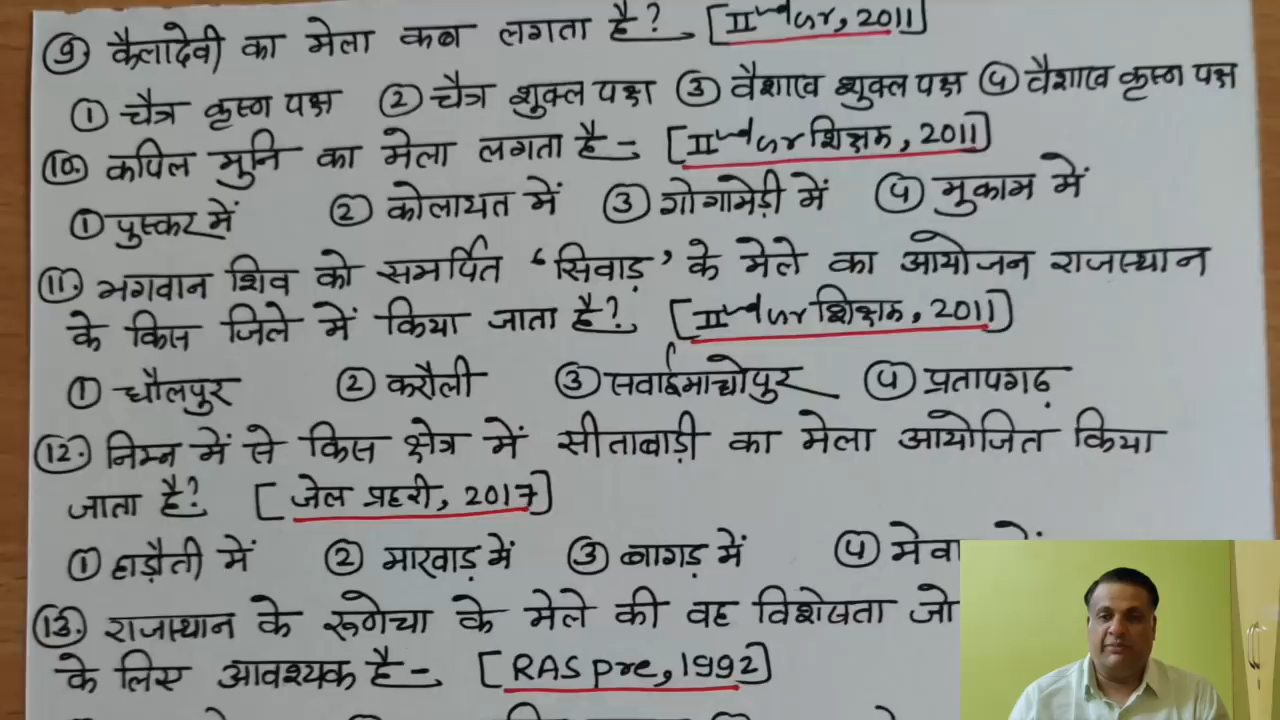 ⑨ कैलादेवी का मेला कब लगता है? [IInd Gr, 2011]
① चैत्र कृष्ण पक्ष ② चैत्र शुक्ल पक्ष ③ वैशाख शुक्ल पक्ष ④ वैशाख कृष्ण पक्ष
⑩ कपिल मुनि का मेला लगता है- [IInd Gr शिक्षक, 2011]
① पुस्कर में ② कोलायत में ③ गोगामेड़ी में ④ मुकाम में
⑪ भगवान शिव को समर्पित 'सिवाड़' के मेले का आयोजन राजस्थान
के किस जिले में किया जाता है? [IInd Gr शिक्षक, 2011]
① धौलपुर ② करौली ③ सवाईमाधोपुर ④ प्रतापगढ़
⑫ निम्न में से किस क्षेत्र में सीताबाड़ी का मेला आयोजित किया
जाता है? [जेल प्रहरी, 2017]
① हाड़ौती में ② मारवाड़ में ③ बागड़ में ④
⑬ राजस्थान के रूणेचा के मेले की वह विशेषता जो
के लिए आवश्यक है- [RAS pre, 1992]